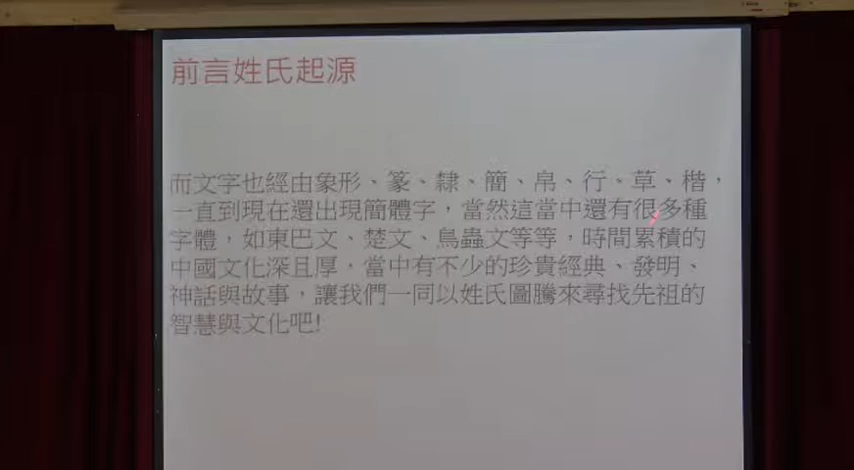 前言姓氏起源
而文字也經由象形、篆、隸、簡、帛、行、草、楷，
一直到現在還出現簡體字，當然這當中還有很多種
字體，如東巴文、楚文、鳥蟲文等等，時間累積的
中國文化深且厚，當中有不少的珍貴經典、發明、
神話與故事，讓我們一同以姓氏圖騰來尋找先祖的
智慧與文化吧!